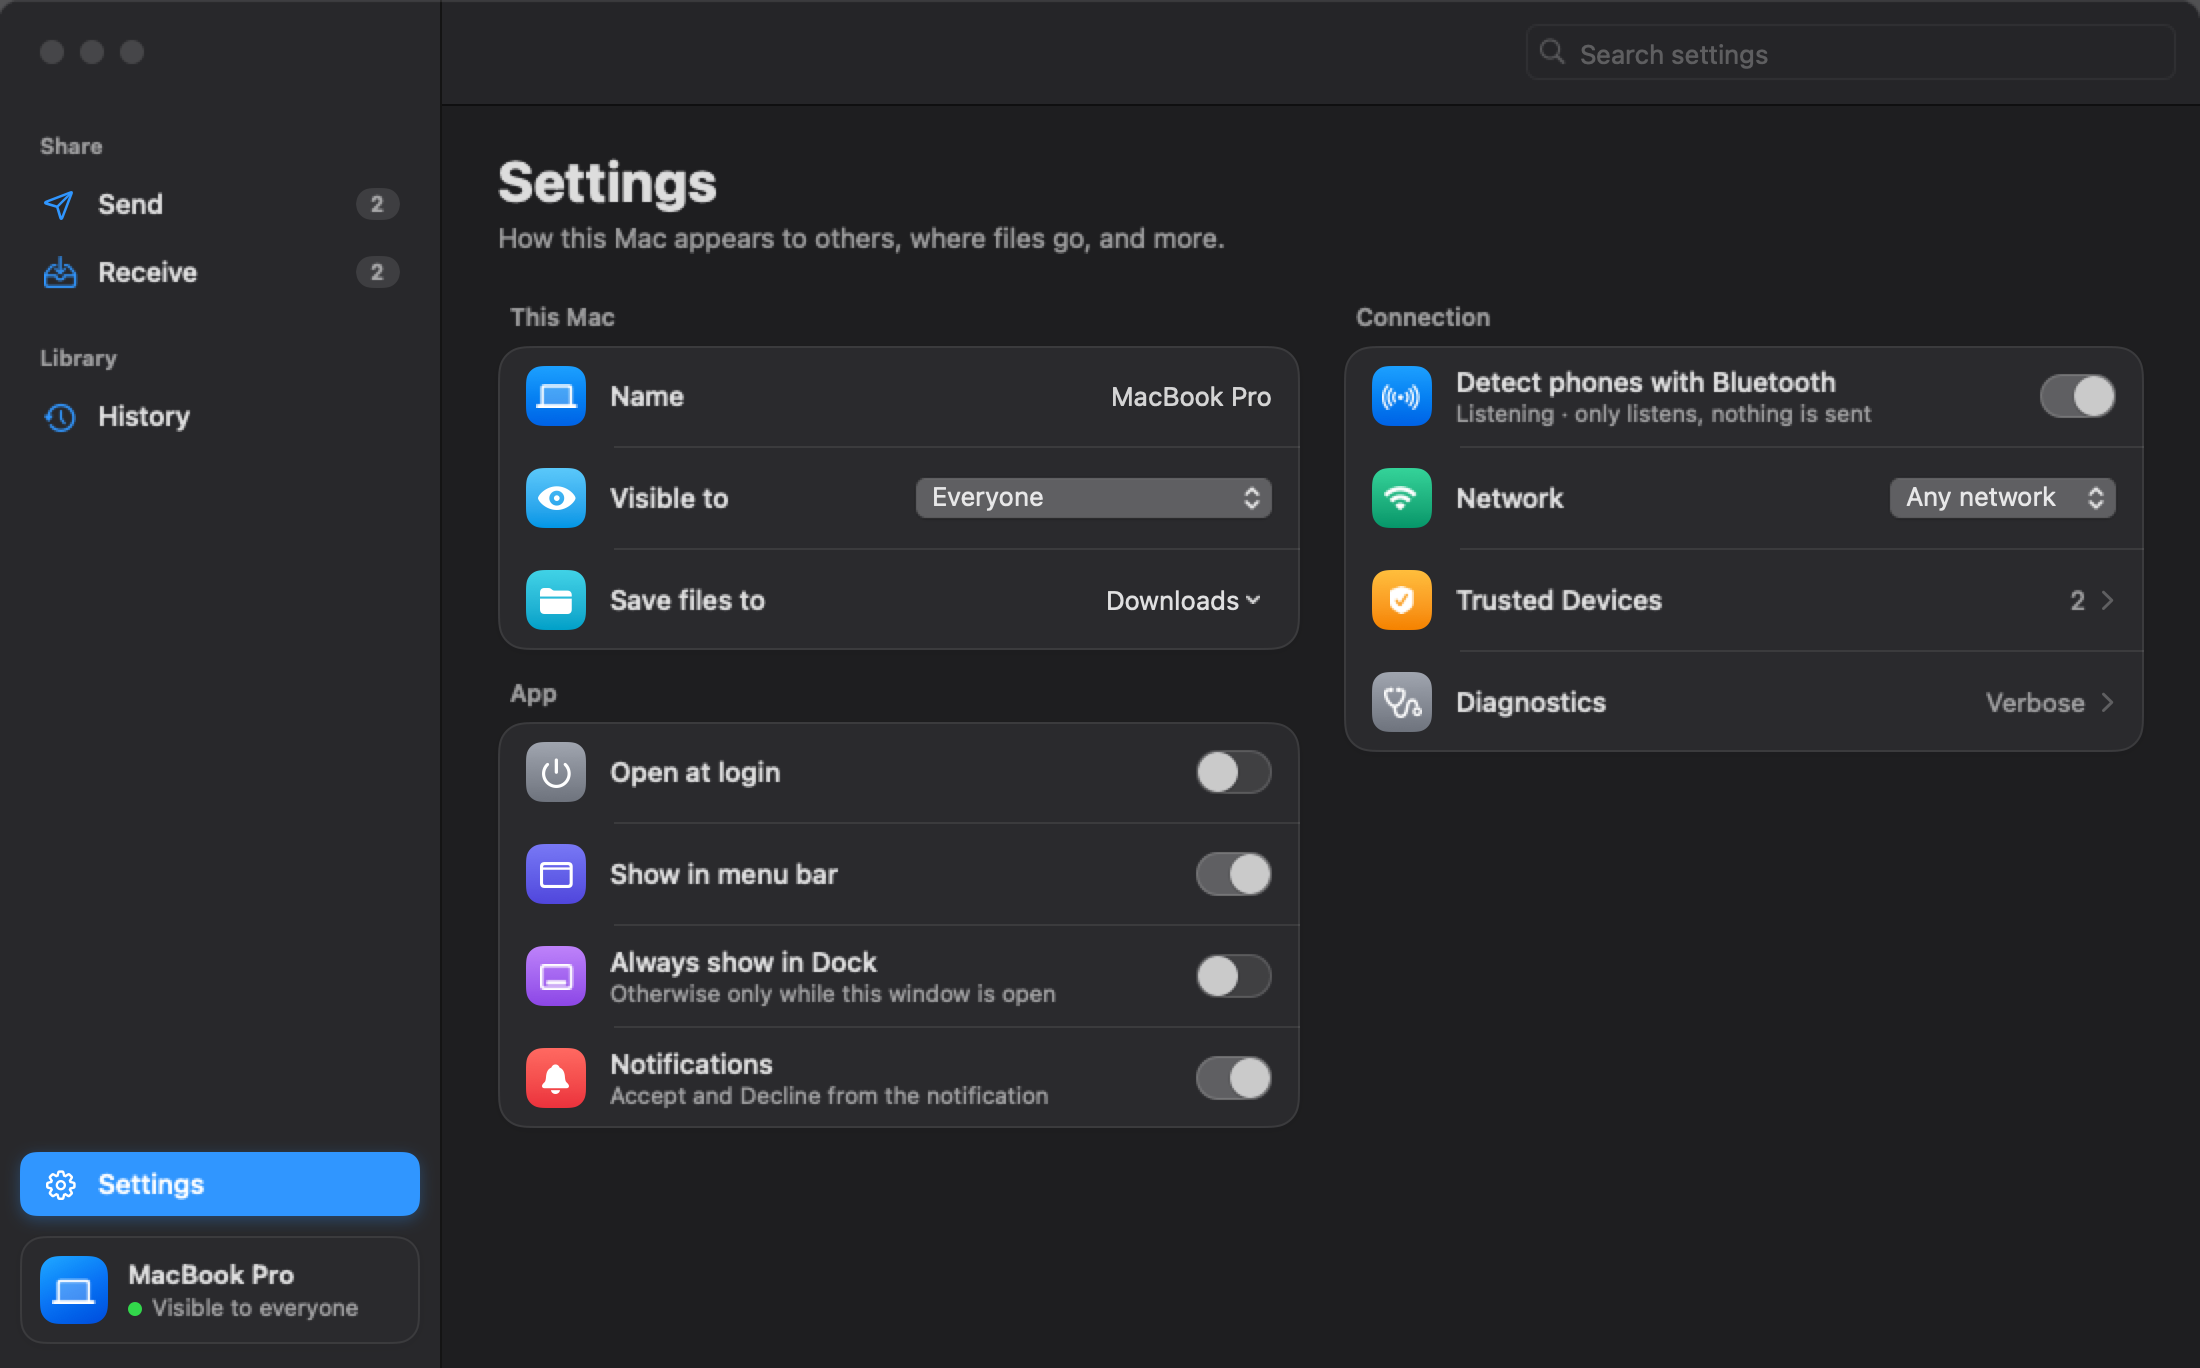 Search settings
Share
Send 2
Receive 2
Library
History
Settings
MacBook Pro
Visible to everyone
Settings
How this Mac appears to others, where files go, and more.
This Mac
Name MacBook Pro
Visible to Everyone
Save files to Downloads
App
Open at login
Show in menu bar
Always show in Dock
Otherwise only while this window is open
Notifications
Accept and Decline from the notification
Connection
Detect phones with Bluetooth
Listening · only listens, nothing is sent
Network Any network
Trusted Devices 2
Diagnostics Verbose